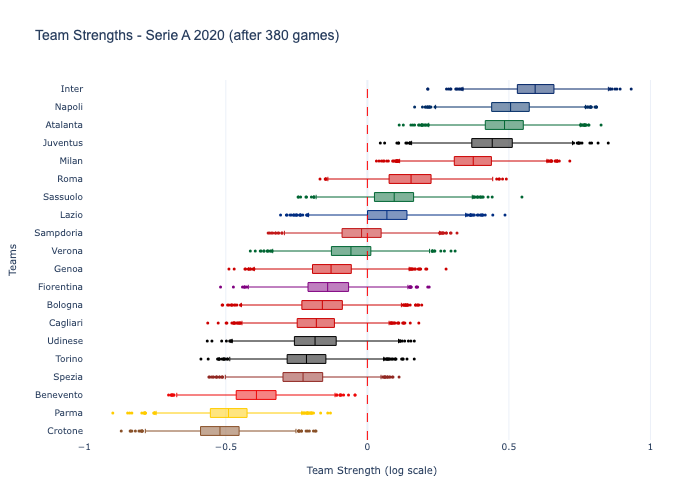 Team Strengths - Serie A 2020 (after 380 games)
Inter
Napoli
Atalanta
Juventus
Milan
Roma
Sassuolo
Lazio
Sampdoria
Verona
Genoa
Fiorentina
Bologna
Cagliari
Udinese
Torino
Spezia
Benevento
Parma
Crotone
Teams
−1 −0.5 0 0.5 1
Team Strength (log scale)